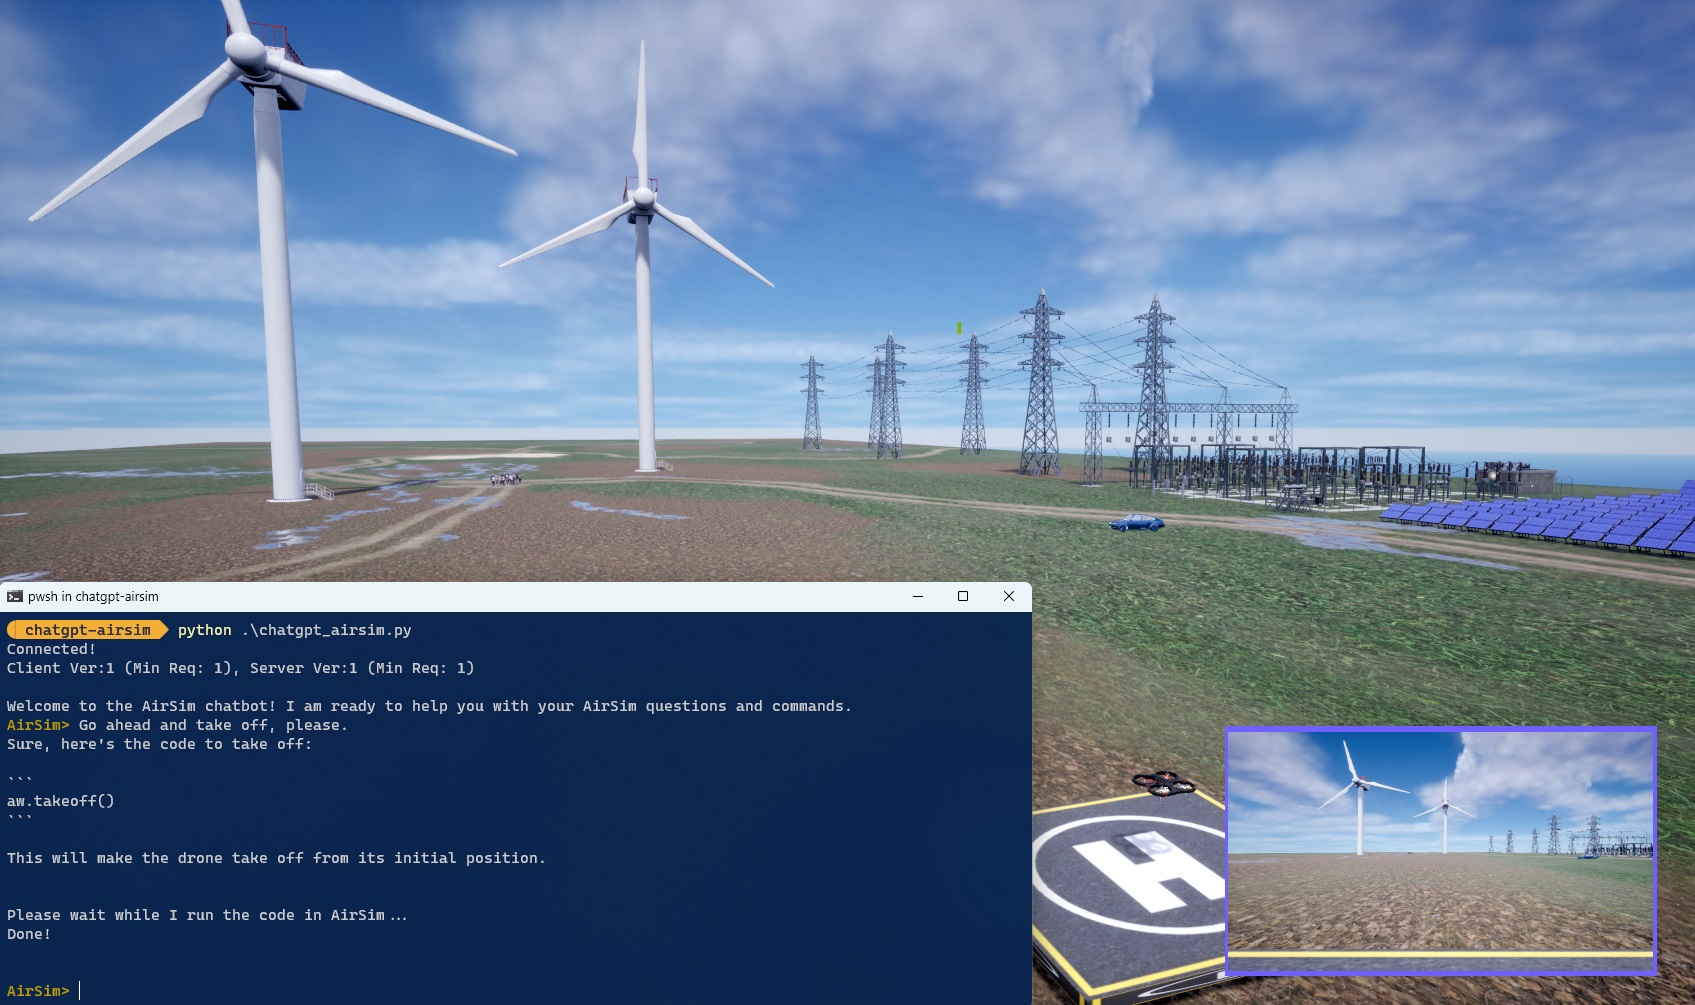 pwsh in chatgpt-airsim
chatgpt-airsim python .\chatgpt_airsim.py
Connected!
Client Ver:1 (Min Req: 1), Server Ver:1 (Min Req: 1)
Welcome to the AirSim chatbot! I am ready to help you with your AirSim questions and commands.
AirSim> Go ahead and take off, please.
Sure, here's the code to take off:
```
aw.takeoff()
```
This will make the drone take off from its initial position.
Please wait while I run the code in AirSim...
Done!
AirSim>
H